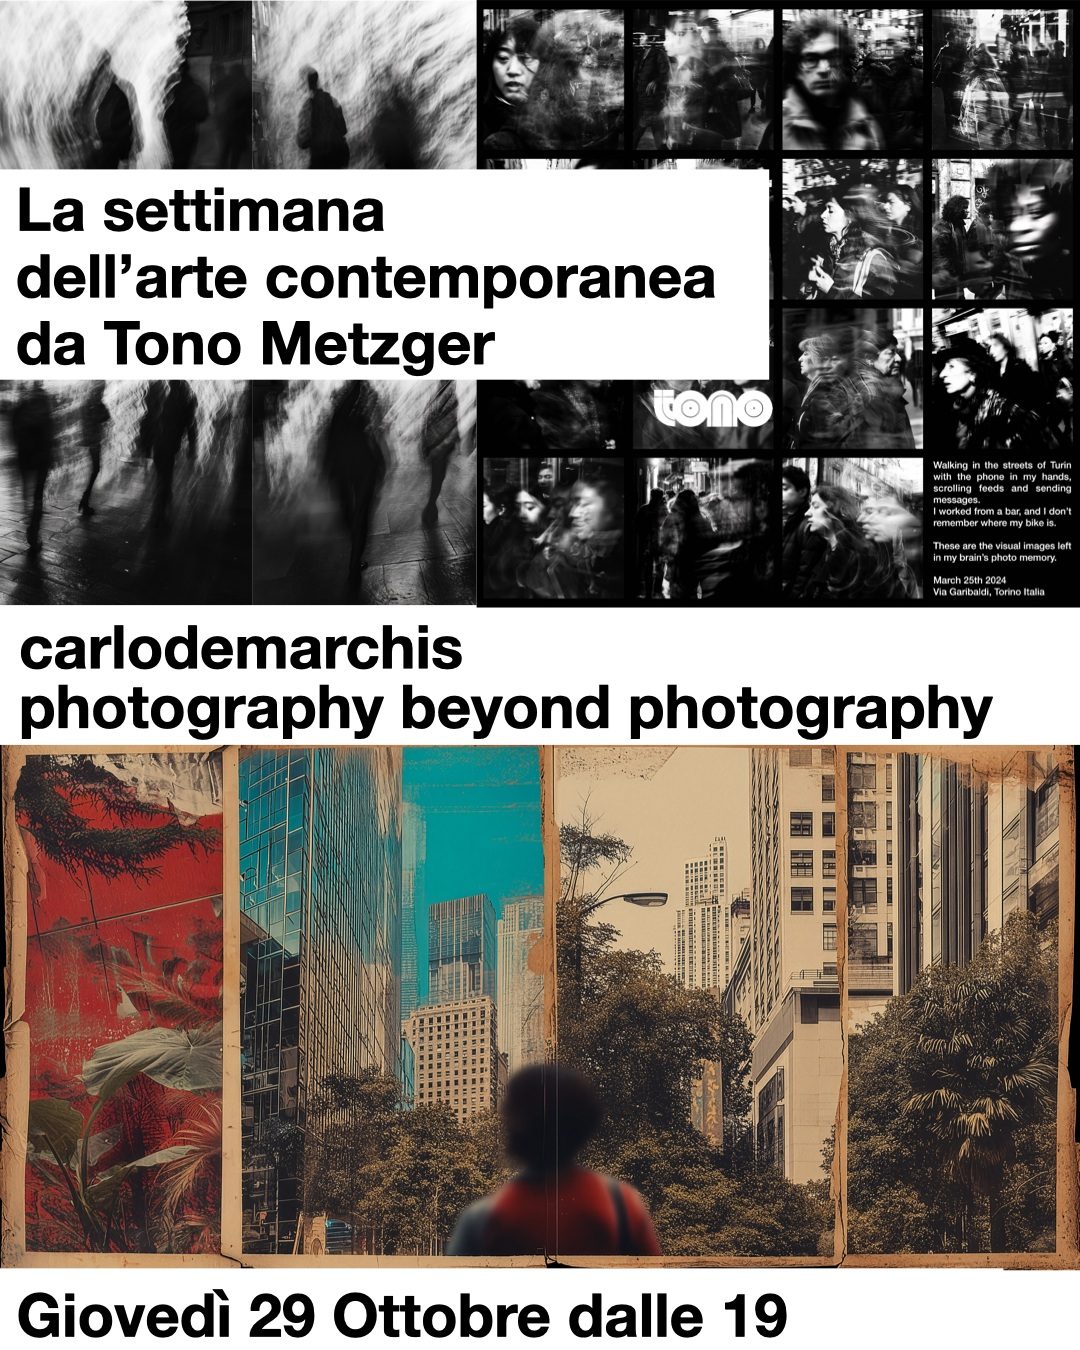 La settimana
dell’arte contemporanea
da Tono Metzger
tono
Walking in the streets of Turin
with the phone in my hands,
scrolling feeds and sending
messages.
I worked from a bar, and I don't
remember where my bike is.
These are the visual images left
in my brain's photo memory.
March 25th 2024
Via Garibaldi, Torino Italia
carlodemarchis
photography beyond photography
Giovedì 29 Ottobre dalle 19